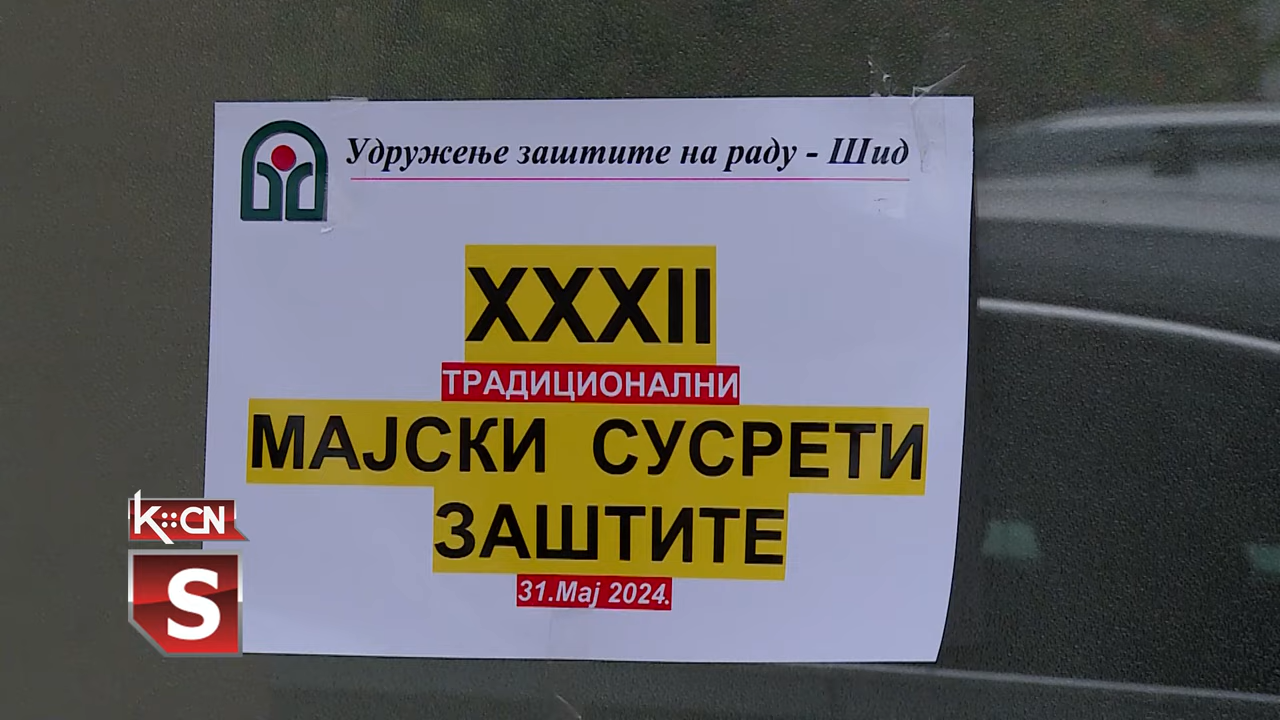 Удружење заштите на раду - Шид
XXXII
ТРАДИЦИОНАЛНИ
МАЈСКИ СУСРЕТИ
ЗАШТИТЕ
31.Мај 2024.
K::CN
S